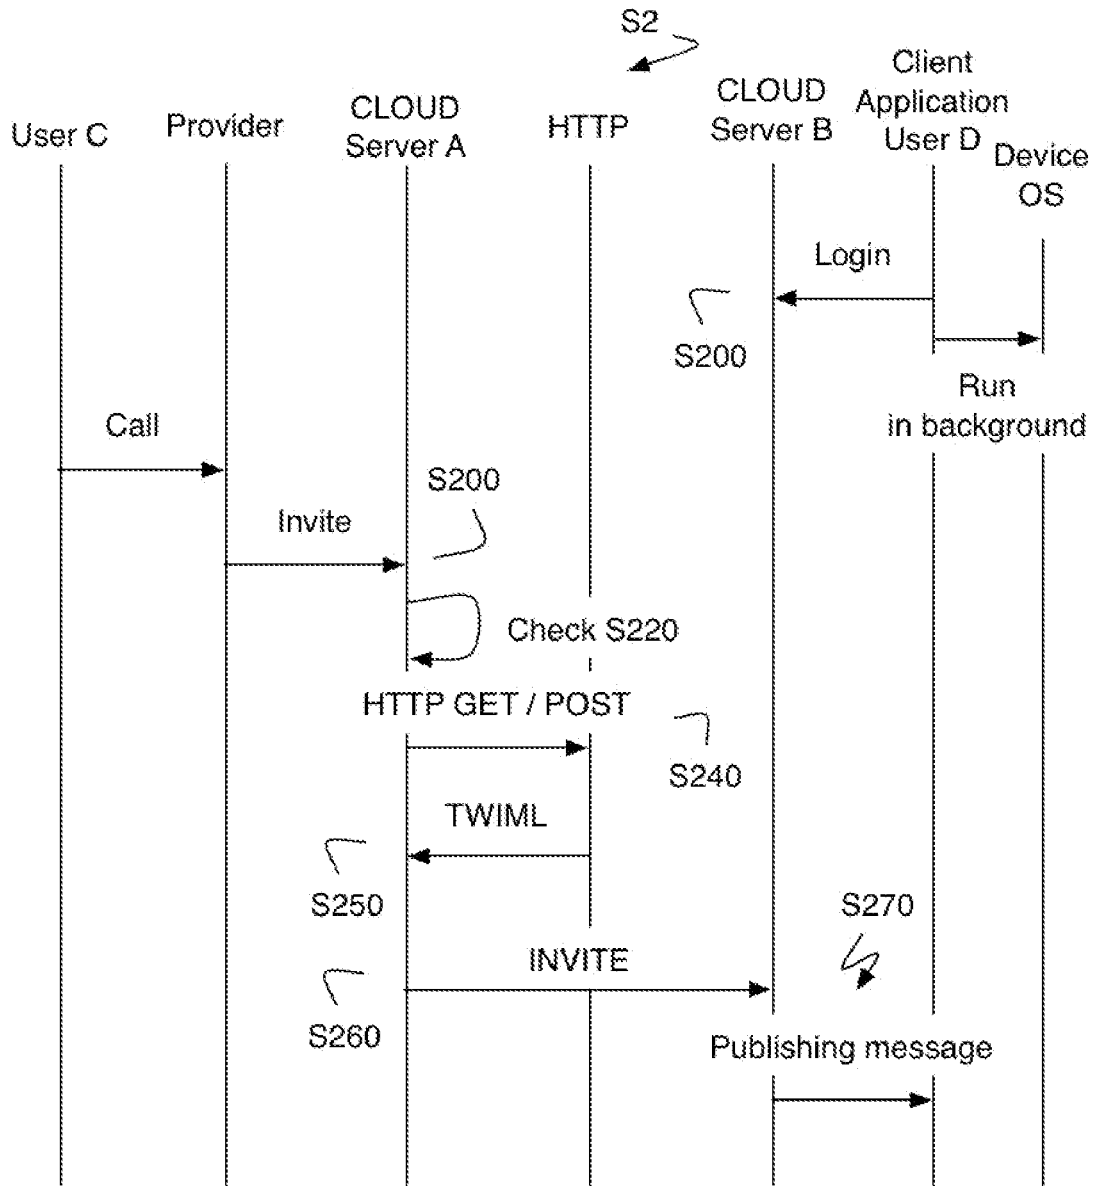 S2
User C
Provider
CLOUD
Server A
HTTP
CLOUD
Server B
Client
Application
User D
Device
OS
Login
S200
Run
in background
Call
S200
Invite
Check S220
HTTP GET / POST
S240
TWIML
S250
S270
INVITE
S260
Publishing message